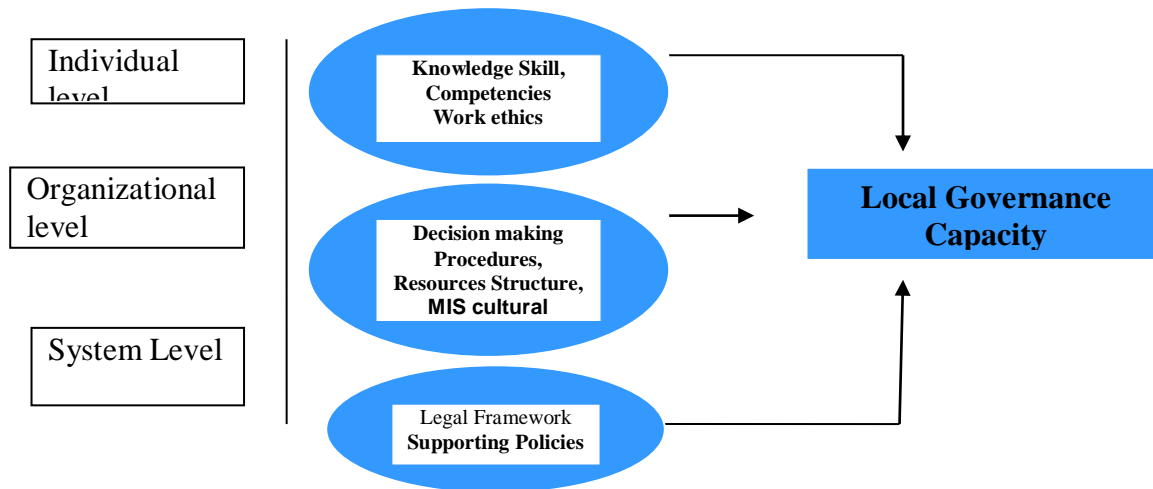 Individual
level
Knowledge Skill,
Competencies
Work ethics
Organizational
level
Decision making
Procedures,
Resources Structure,
MIS cultural
Local Governance
Capacity
System Level
Legal Framework
Supporting Policies